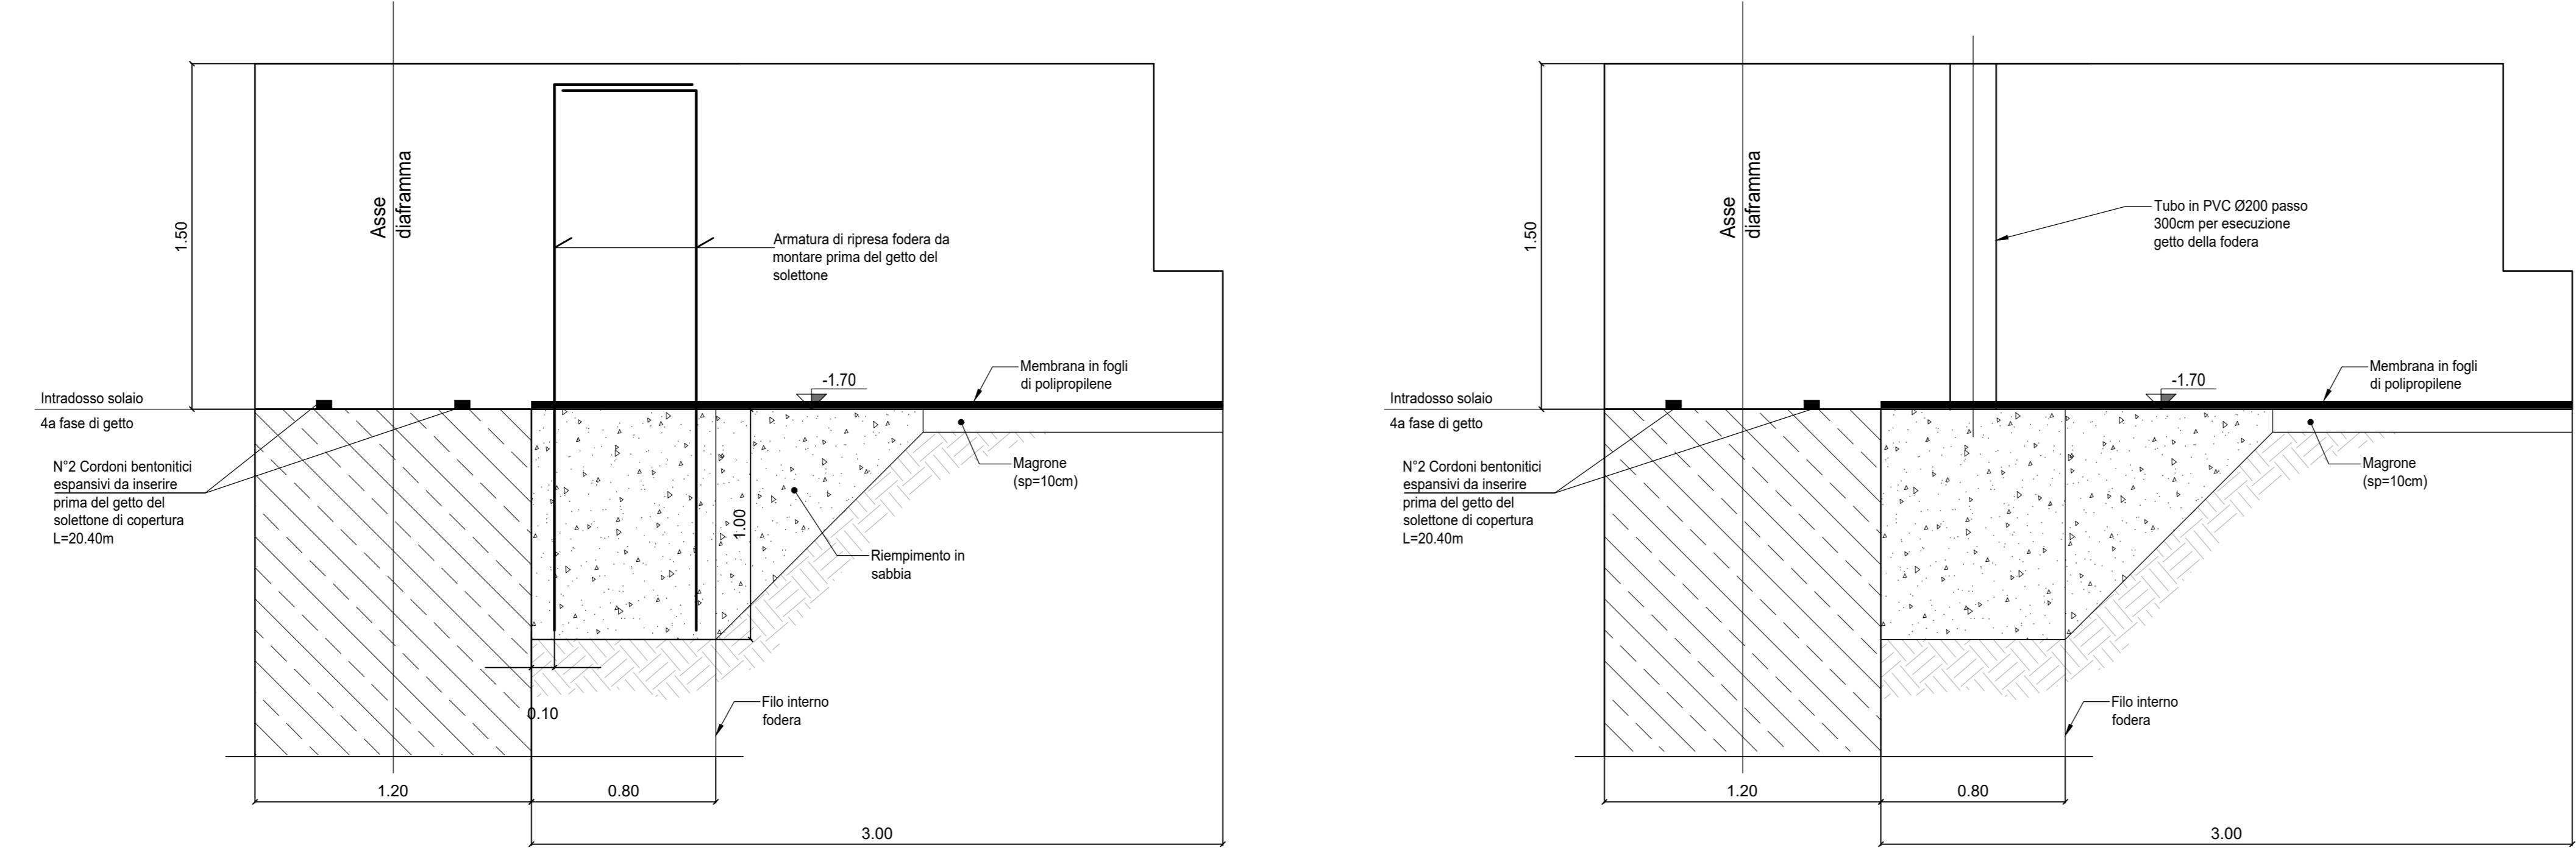 1.50
Asse
diaframma
Armatura di ripresa fodera da
montare prima del getto del
solettone
Membrana in fogli
di polipropilene
-1.70
Intradosso solaio
4a fase di getto
N°2 Cordoni bentonitici
espansivi da inserire
prima del getto del
solettone di copertura
L=20.40m
Magrone
(sp=10cm)
1.00
Riempimento in
sabbia
0.10
Filo interno
fodera
1.20
0.80
3.00
1.50
Asse
diaframma
Tubo in PVC Ø200 passo
300cm per esecuzione
getto della fodera
Membrana in fogli
di polipropilene
-1.70
Intradosso solaio
4a fase di getto
N°2 Cordoni bentonitici
espansivi da inserire
prima del getto del
solettone di copertura
L=20.40m
Magrone
(sp=10cm)
Filo interno
fodera
1.20
0.80
3.00